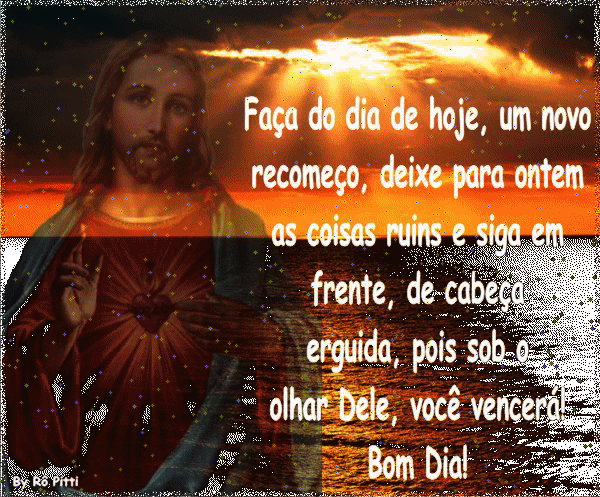 Faça do dia de hoje, um novo
recomeço, deixe para ontem
as coisas ruins e siga em
frente, de cabeça
erguida, pois sob o
olhar Dele, você vencerá!
Bom Dia!
By Rô Pitti